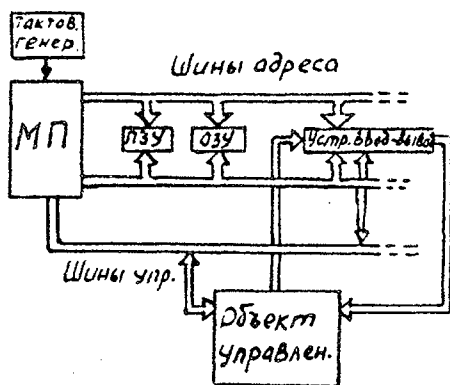 Тактов.
генер.
Шины адреса
МП
ПЗУ
ОЗУ
Устр. ввод-вывод
Шины упр.
Объект
управлен.